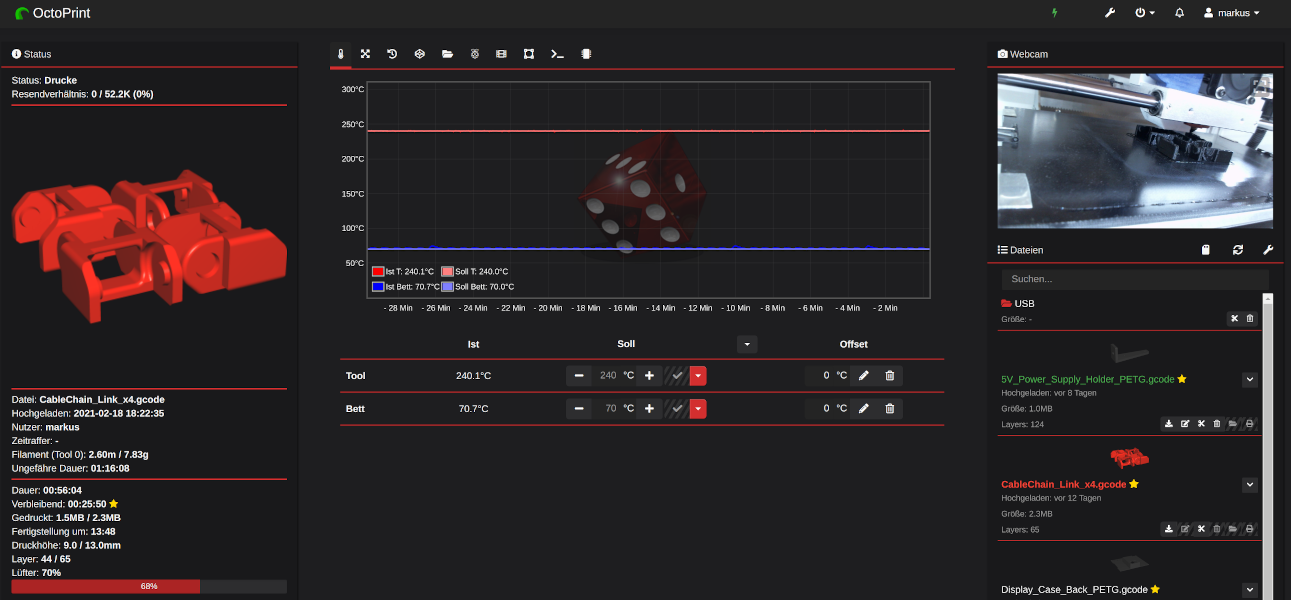 OctoPrint
markus
Status
Status: Drucke
Resendverhältnis: 0 / 52.2K (0%)
Datei: CableChain_Link_x4.gcode
Hochgeladen: 2021-02-18 18:22:35
Nutzer: markus
Zeitraffer: -
Filament (Tool 0): 2.60m / 7.83g
Ungefähre Dauer: 01:16:08
Dauer: 00:56:04
Verbleibend: 00:25:50
Gedruckt: 1.5MB / 2.3MB
Fertigstellung um: 13:48
Druckhöhe: 9.0 / 13.0mm
Layer: 44 / 65
Lüfter: 70%
68%
300°C
250°C
200°C
150°C
100°C
50°C
Ist T: 240.1°C Soll T: 240.0°C
Ist Bett: 70.7°C Soll Bett: 70.0°C
- 28 Min - 26 Min - 24 Min - 22 Min - 20 Min - 18 Min - 16 Min - 14 Min - 12 Min - 10 Min - 8 Min - 6 Min - 4 Min - 2 Min
Ist Soll Offset
Tool 240.1°C 240 °C 0 °C
Bett 70.7°C 70 °C 0 °C
Webcam
Dateien
Suchen...
USB
Größe: -
5V_Power_Supply_Holder_PETG.gcode
Hochgeladen: vor 8 Tagen
Größe: 1.0MB
Layers: 124
CableChain_Link_x4.gcode
Hochgeladen: vor 12 Tagen
Größe: 2.3MB
Layers: 65
Display_Case_Back_PETG.gcode